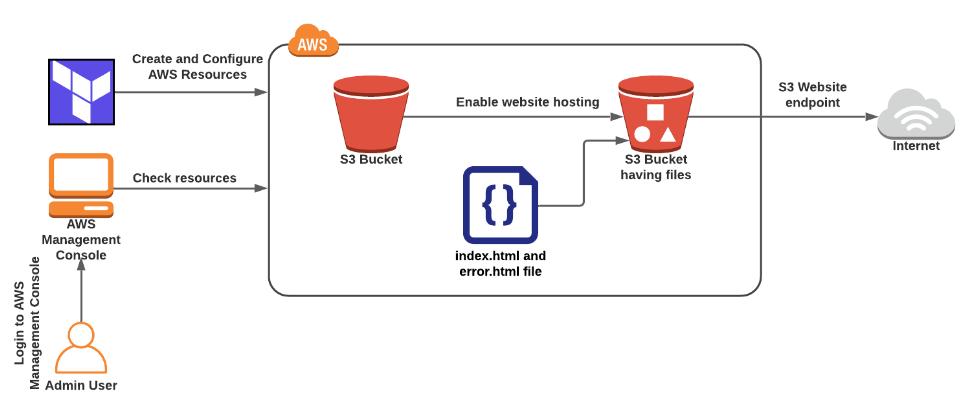 AWS
Create and Configure
AWS Resources
S3 Bucket
Enable website hosting
S3 Bucket
having files
S3 Website
endpoint
Internet
Check resources
AWS
Management
Console
{}
index.html and
error.html file
Login to AWS
Management Console
Admin User